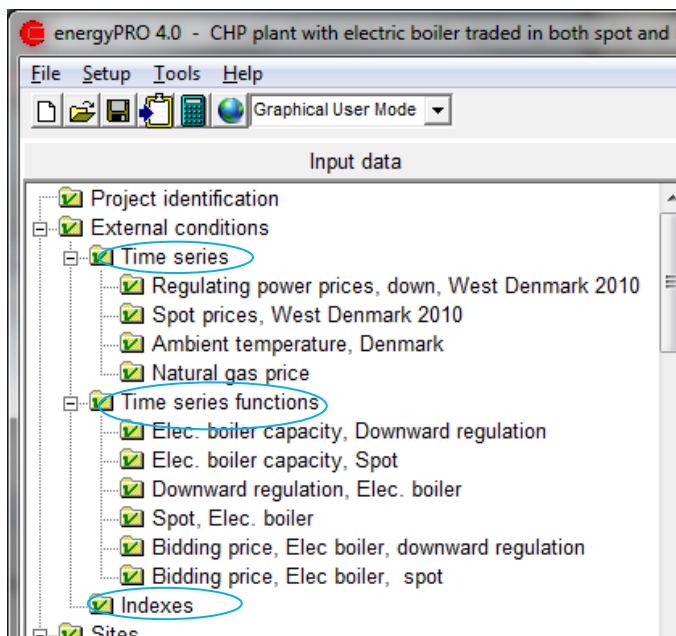 energyPRO 4.0 - CHP plant with electric boiler traded in both spot and
File Setup Tools Help
Graphical User Mode
Input data
Project identification
External conditions
Time series
Regulating power prices, down, West Denmark 2010
Spot prices, West Denmark 2010
Ambient temperature, Denmark
Natural gas price
Time series functions
Elec. boiler capacity, Downward regulation
Elec. boiler capacity, Spot
Downward regulation, Elec. boiler
Spot, Elec. boiler
Bidding price, Elec boiler, downward regulation
Bidding price, Elec boiler, spot
Indexes
Sites